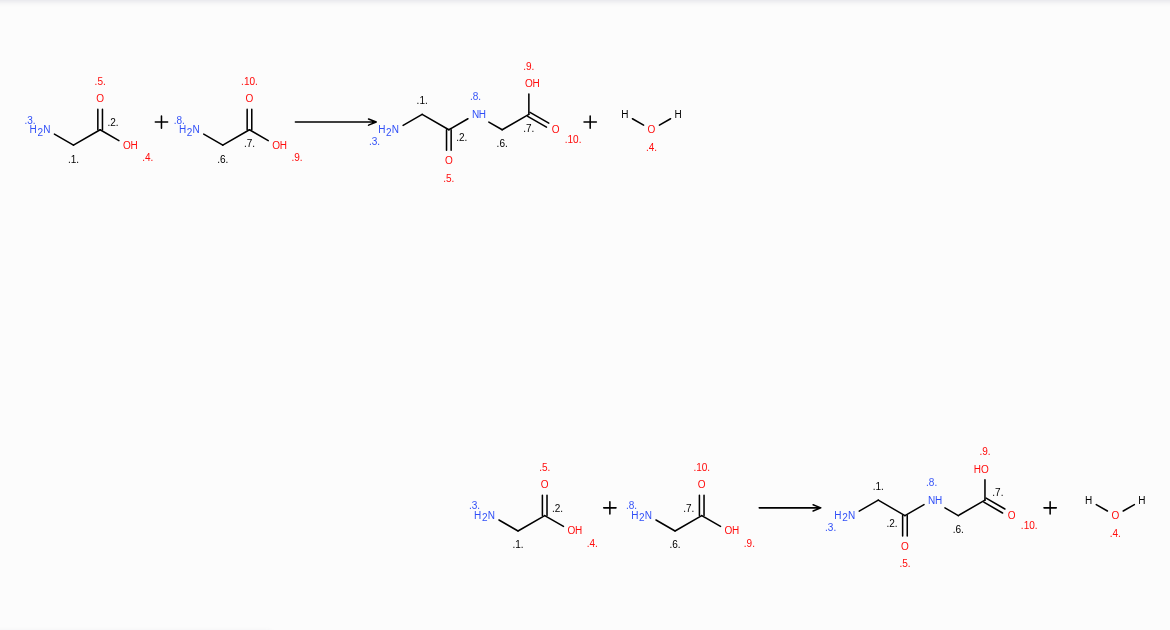 .9.
.5. .10. OH
O O .1. .8.
.3. .2. + .8. NH + H H
H₂N H₂N H₂N .2. .7. O O
OH .7. OH .3. .6. .10. .4.
.1. .4. .6. .9. O
.5.
.9.
.5. .10. HO
O O .1. .8. .7.
.3. .2. + .8. .7. NH + H H
H₂N H₂N H₂N O O
OH OH .3. .2. .6. .10. .4.
.1. .4. .6. .9. O
.5.